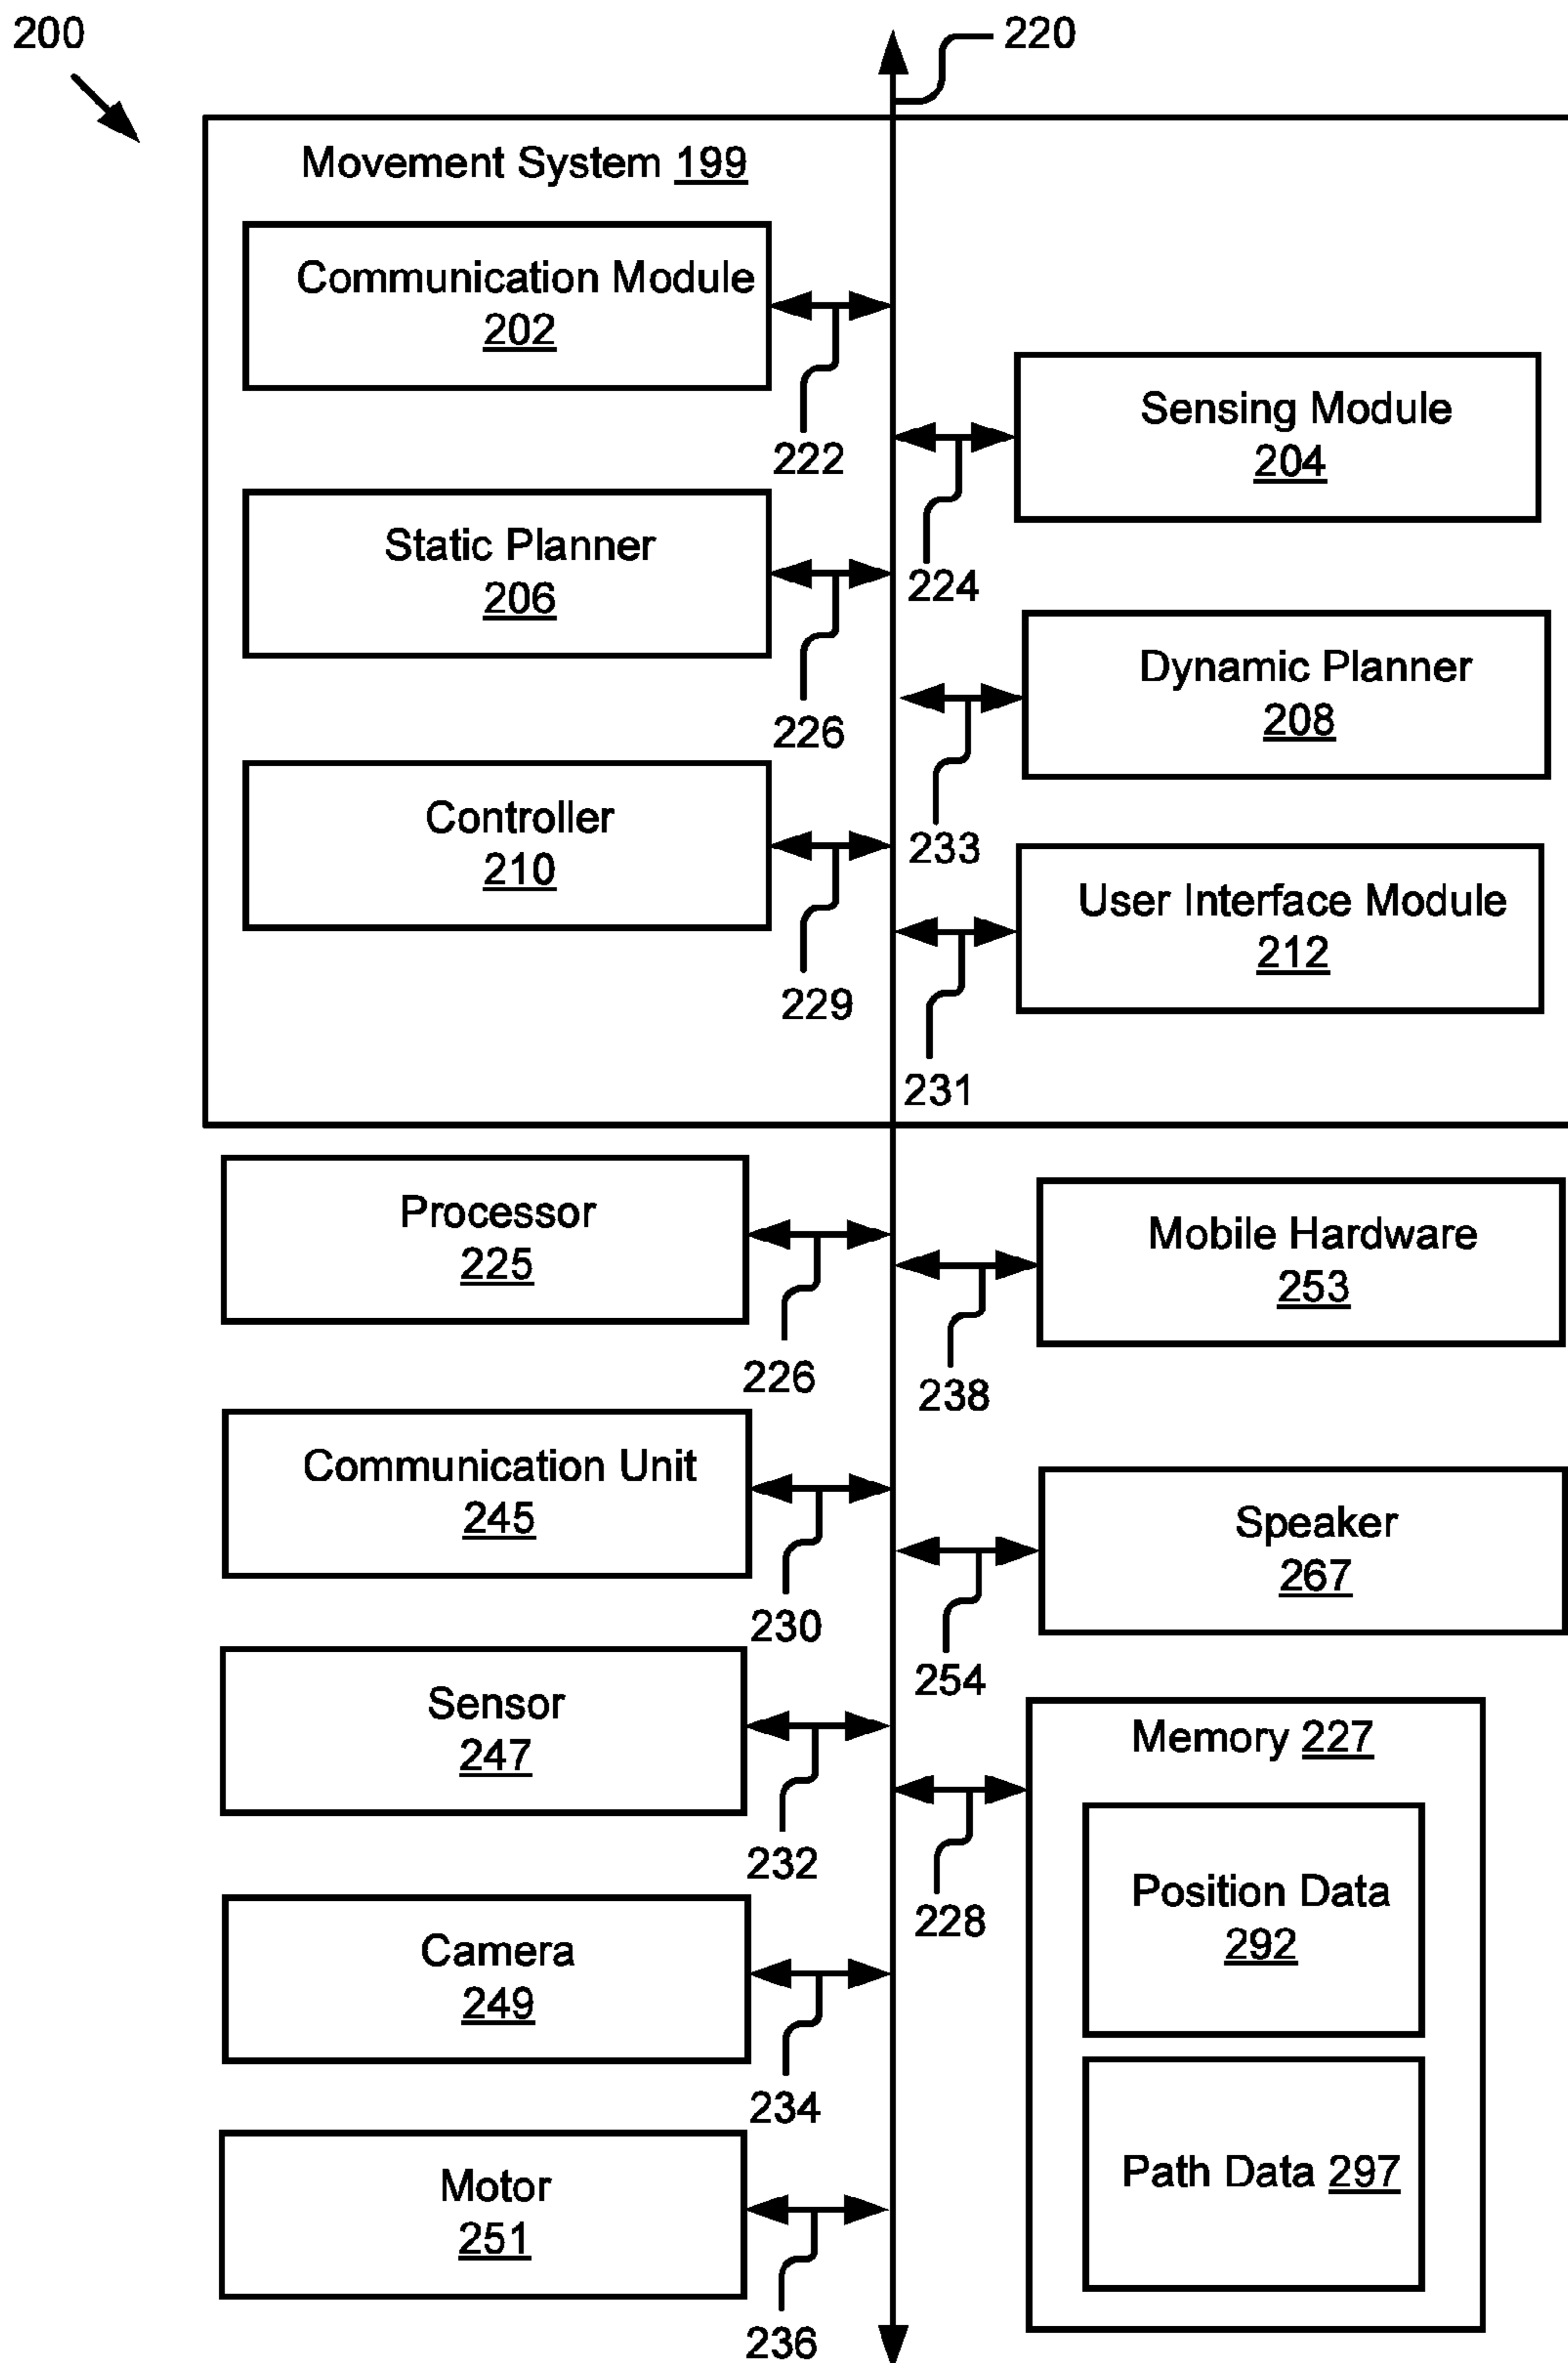 200
220
Movement System 199
Communication Module
202
222
Sensing Module
204
224
Static Planner
206
226
Dynamic Planner
208
233
Controller
210
229
User Interface Module
212
231
Processor
225
226
Mobile Hardware
253
238
Communication Unit
245
230
Speaker
267
254
Sensor
247
232
Memory 227
228
Position Data
292
Camera
249
234
Path Data 297
Motor
251
236